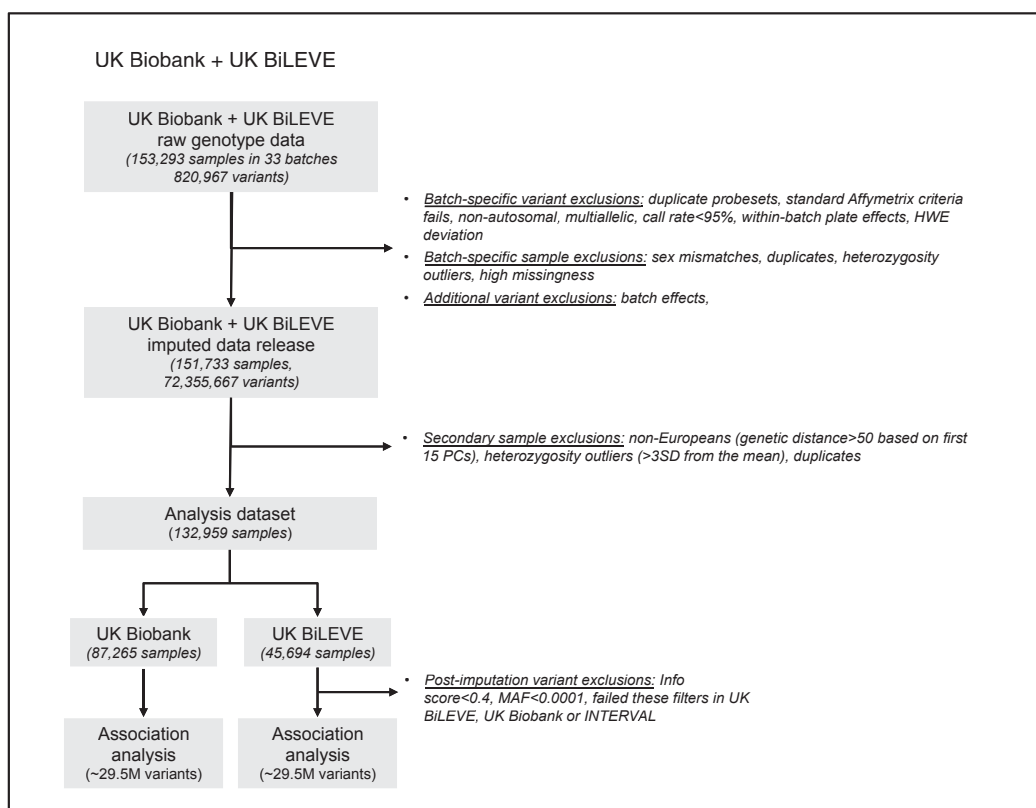 UK Biobank + UK BiLEVE
UK Biobank + UK BiLEVE
raw genotype data
(153,293 samples in 33 batches
820,967 variants)
• Batch-specific variant exclusions: duplicate probesets, standard Affymetrix criteria
fails, non-autosomal, multiallelic, call rate<95%, within-batch plate effects, HWE
deviation
• Batch-specific sample exclusions: sex mismatches, duplicates, heterozygosity
outliers, high missingness
• Additional variant exclusions: batch effects,
UK Biobank + UK BiLEVE
imputed data release
(151,733 samples,
72,355,667 variants)
• Secondary sample exclusions: non-Europeans (genetic distance>50 based on first
15 PCs), heterozygosity outliers (>3SD from the mean), duplicates
Analysis dataset
(132,959 samples)
UK Biobank
(87,265 samples)
UK BiLEVE
(45,694 samples)
• Post-imputation variant exclusions: Info
score<0.4, MAF<0.0001, failed these filters in UK
BiLEVE, UK Biobank or INTERVAL
Association
analysis
(~29.5M variants)
Association
analysis
(~29.5M variants)